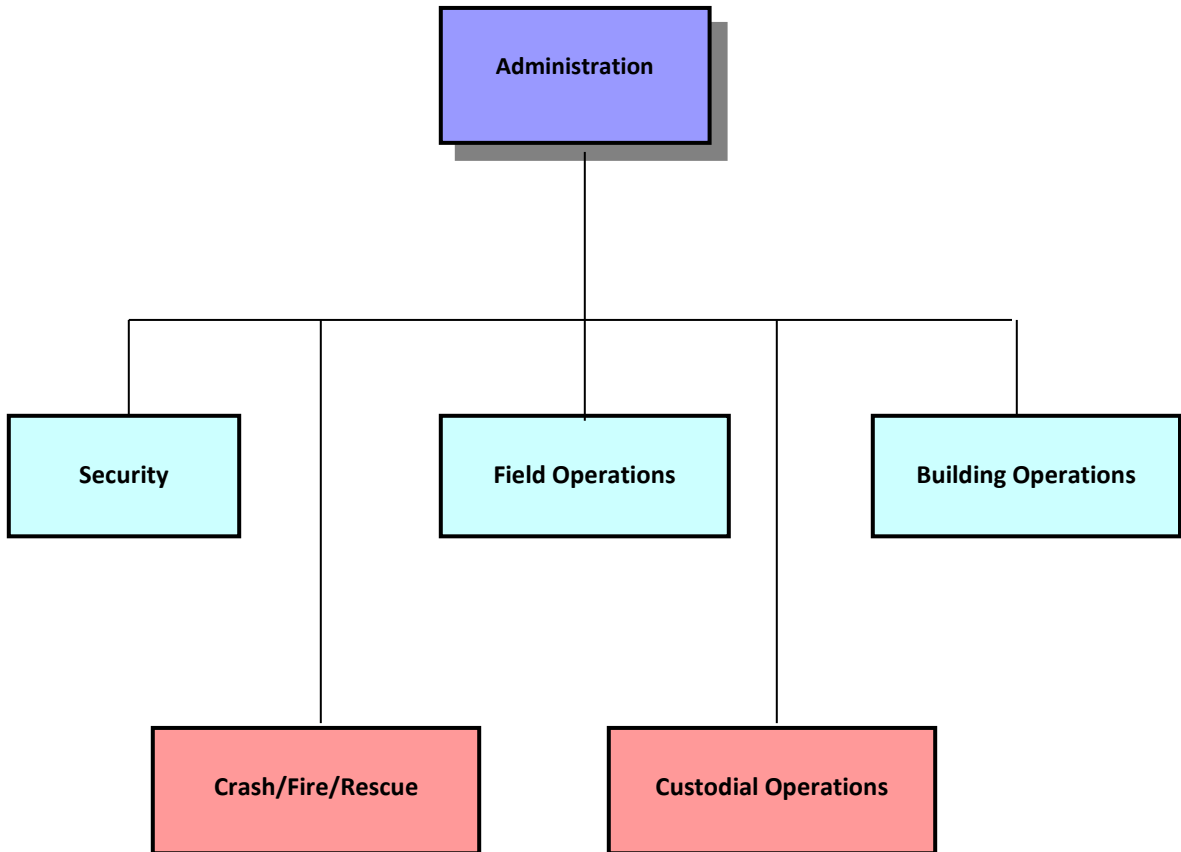 Administration
Security
Field Operations
Building Operations
Crash/Fire/Rescue
Custodial Operations